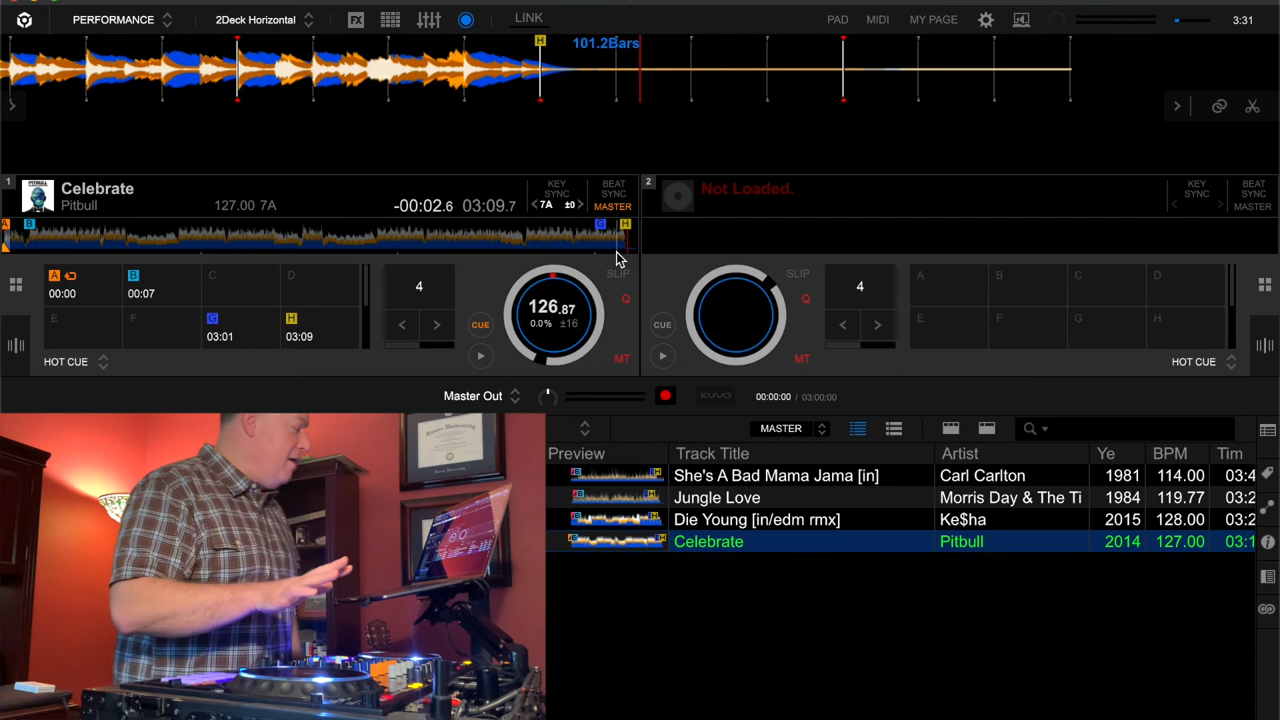 PERFORMANCE 2Deck Horizontal FX LINK PAD MIDI MY PAGE 3:31
H 101.2Bars
1 Celebrate KEY SYNC BEAT SYNC 2 Not Loaded. KEY SYNC BEAT SYNC
Pitbull 127.00 7A -00:02.6 03:09.7 7A ±0 MASTER MASTER
A B G H
SLIP SLIP
A B C D 4 4 A B C D
00:00 00:07
126.87 Q Q
0.0% ±16
E F G H CUE CUE E F G H
03:01 03:09
HOT CUE MT MT HOT CUE
Master Out KUVO 00:00:00 / 03:00:00
MASTER
Preview Track Title Artist Ye BPM Tim
She's A Bad Mama Jama [in] Carl Carlton 1981 114.00 03:4
Jungle Love Morris Day & The Ti 1984 119.77 03:2
Die Young [in/edm rmx] Ke$ha 2015 128.00 03:2
Celebrate Pitbull 2014 127.00 03:1